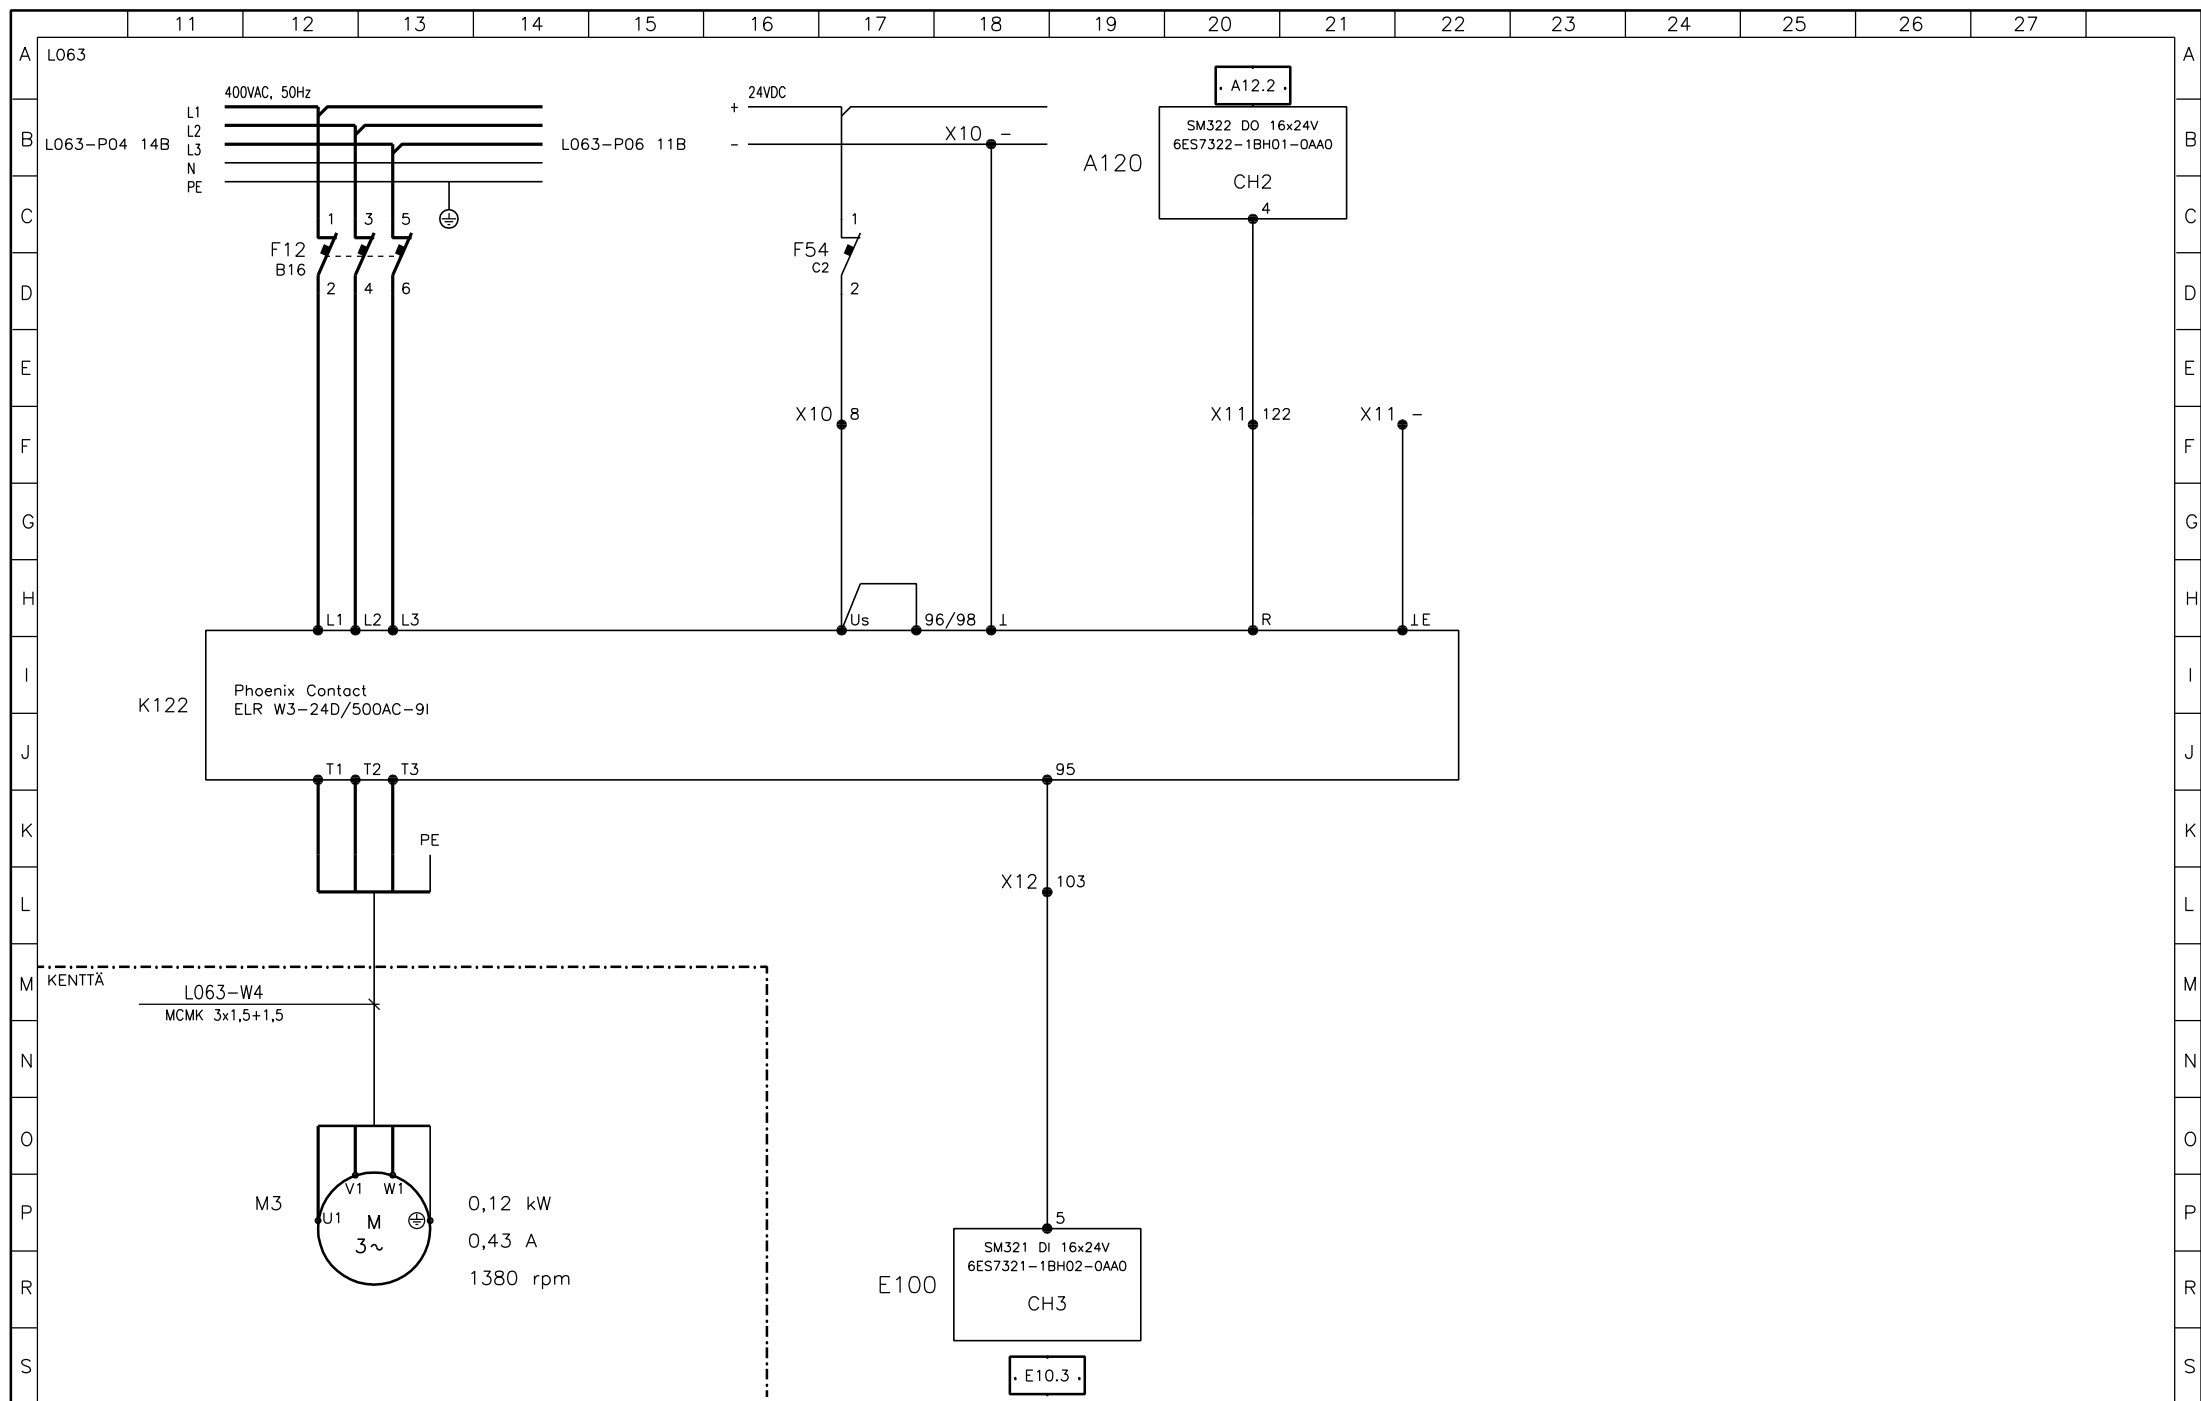 11 12 13 14 15 16 17 18 19 20 21 22 23 24 25 26 27
A L063 A
400VAC, 50Hz 24VDC A12.2
L1 +
L2 X10 - SM322 DO 16x24V
B L063-P04 14B L3 L063-P06 11B - A120 6ES7322-1BH01-0AA0 B
N
PE CH2
C 1 3 5 1 4 C
F12 F54
B16 C2
D 2 4 6 2 D
E E
X10 8 X11 122 X11 -
F F
G G
H H
L1 L2 L3 Us 96/98 ⊥ R ⊥E
I I
Phoenix Contact
K122 ELR W3-24D/500AC-9I
J J
T1 T2 T3 95
K PE K
X12 103
L L
M KENTTÄ M
L063-W4
MCMK 3x1,5+1,5
N N
O O
V1 W1
M3 0,12 kW
P U1 M 5 P
3~ 0,43 A SM321 DI 16x24V
6ES7321-1BH02-0AA0
R 1380 rpm E100 R
CH3
S E10.3 S